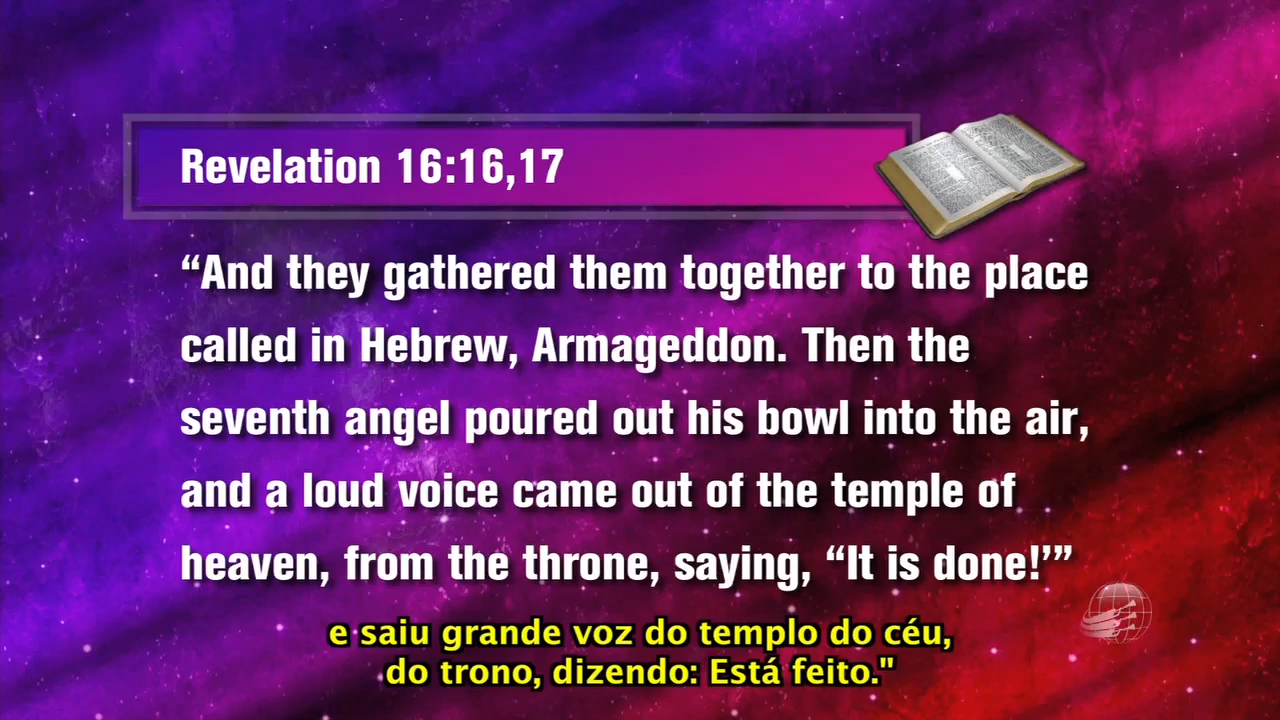 Revelation 16:16,17
“And they gathered them together to the place
called in Hebrew, Armageddon. Then the
seventh angel poured out his bowl into the air,
and a loud voice came out of the temple of
heaven, from the throne, saying, “It is done!’”
e saiu grande voz do templo do céu,
do trono, dizendo: Está feito."